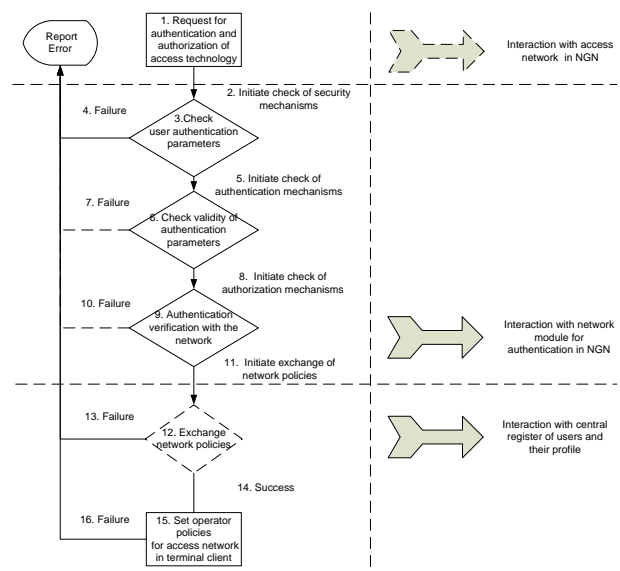 Report
Error
1. Request for
authentication and
authorization of
access technology
Interaction with access
network in NGN
2. Initiate check of security
mechanisms
4. Failure
3.Check
user authentication
parameters
5. Initiate check of
authentication mechanisms
7. Failure
6. Check validity of
authentication
parameters
8. Initiate check of
authorization mechanisms
10. Failure
9. Authentication
verification with the
network
Interaction with network
module for
authentication in NGN
11. Initiate exchange of
network policies
13. Failure
12. Exchange
network policies
Interaction with central
register of users and
their profile
14. Success
16. Failure
15. Set operator
policies
for access network
in terminal client